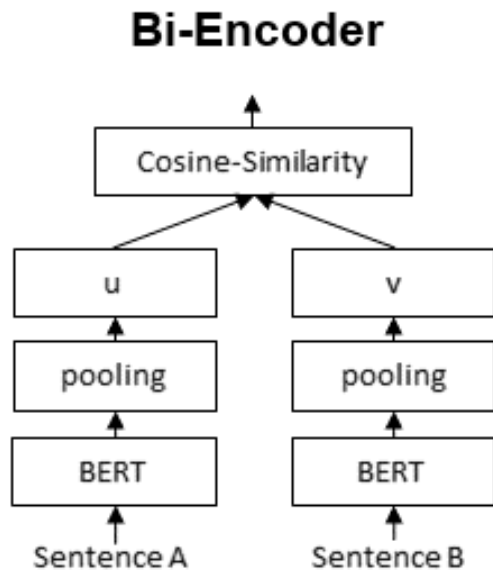 Bi-Encoder
Cosine-Similarity
u v
pooling pooling
BERT BERT
Sentence A Sentence B